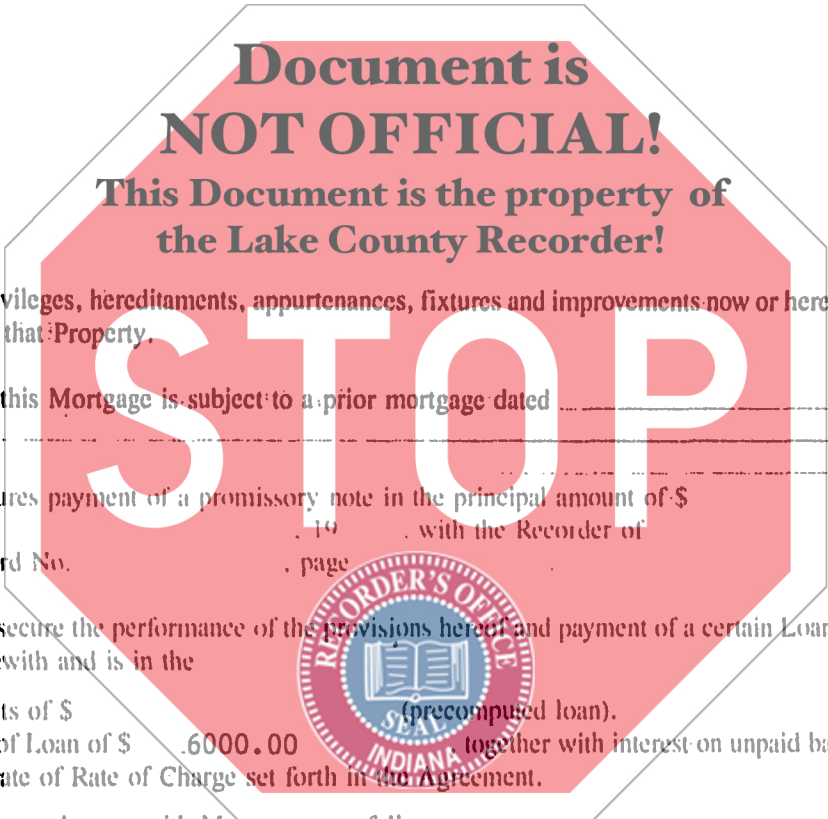 Document is
NOT OFFICIAL!
This Document is the property of
the Lake County Recorder!
vileges, hereditaments, appurtenances, fixtures and improvements now or here
that Property.
STOP
this Mortgage is subject to a prior mortgage dated
ures payment of a promissory note in the principal amount of $
, 19 . with the Recorder of
rd No. , page
RECORDER'S OFFICE
SEAL
INDIANA
secure the performance of the provisions hereof and payment of a certain Loan
with and is in the
ts of $ (precomputed loan).
of Loan of $ .6000.00 , together with interest on unpaid ba
ate of Rate of Charge set forth in the Agreement.